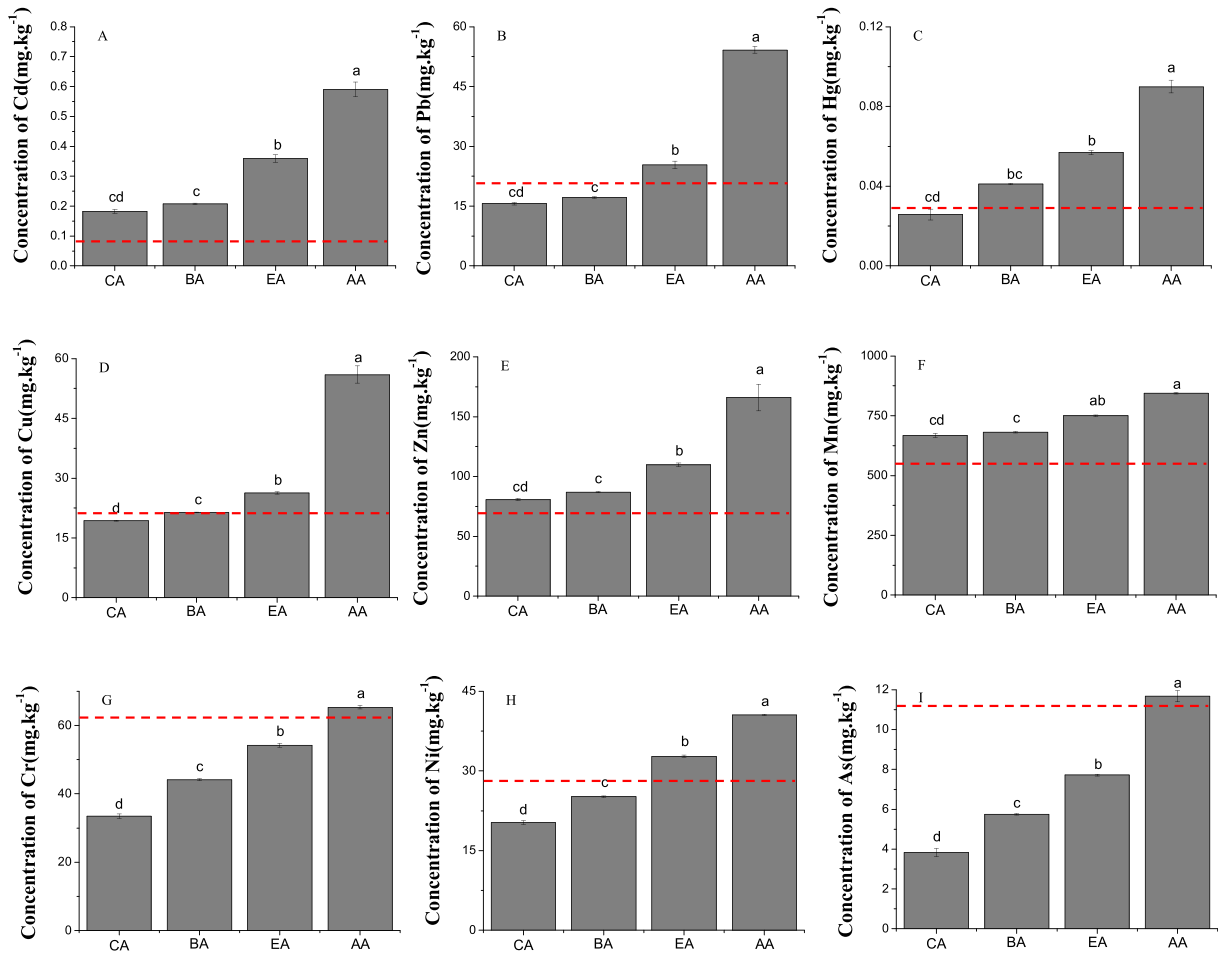 A
Concentration of Cd(mg.kg-1)
0.8
0.7
0.6
0.5
0.4
0.3
0.2
0.1
0.0
cd
c
b
a
CA BA EA AA
B
Concentration of Pb(mg.kg-1)
60
45
30
15
0
cd
c
b
a
CA BA EA AA
C
Concentration of Hg(mg.kg-1)
0.12
0.08
0.04
0.00
cd
bc
b
a
CA BA EA AA
D
Concentration of Cu(mg.kg-1)
60
45
30
15
0
d
c
b
a
CA BA EA AA
E
Concentration of Zn(mg.kg-1)
200
150
100
50
0
cd
c
b
a
CA BA EA AA
F
Concentration of Mn(mg.kg-1)
1000
750
500
250
0
cd
c
ab
a
CA BA EA AA
G
Concentration of Cr(mg.kg-1)
60
40
20
0
d
c
b
a
CA BA EA AA
H
Concentration of Ni(mg.kg-1)
45
30
15
0
d
c
b
a
CA BA EA AA
I
Concentration of As(mg.kg-1)
12
10
8
6
4
2
0
d
c
b
a
CA BA EA AA